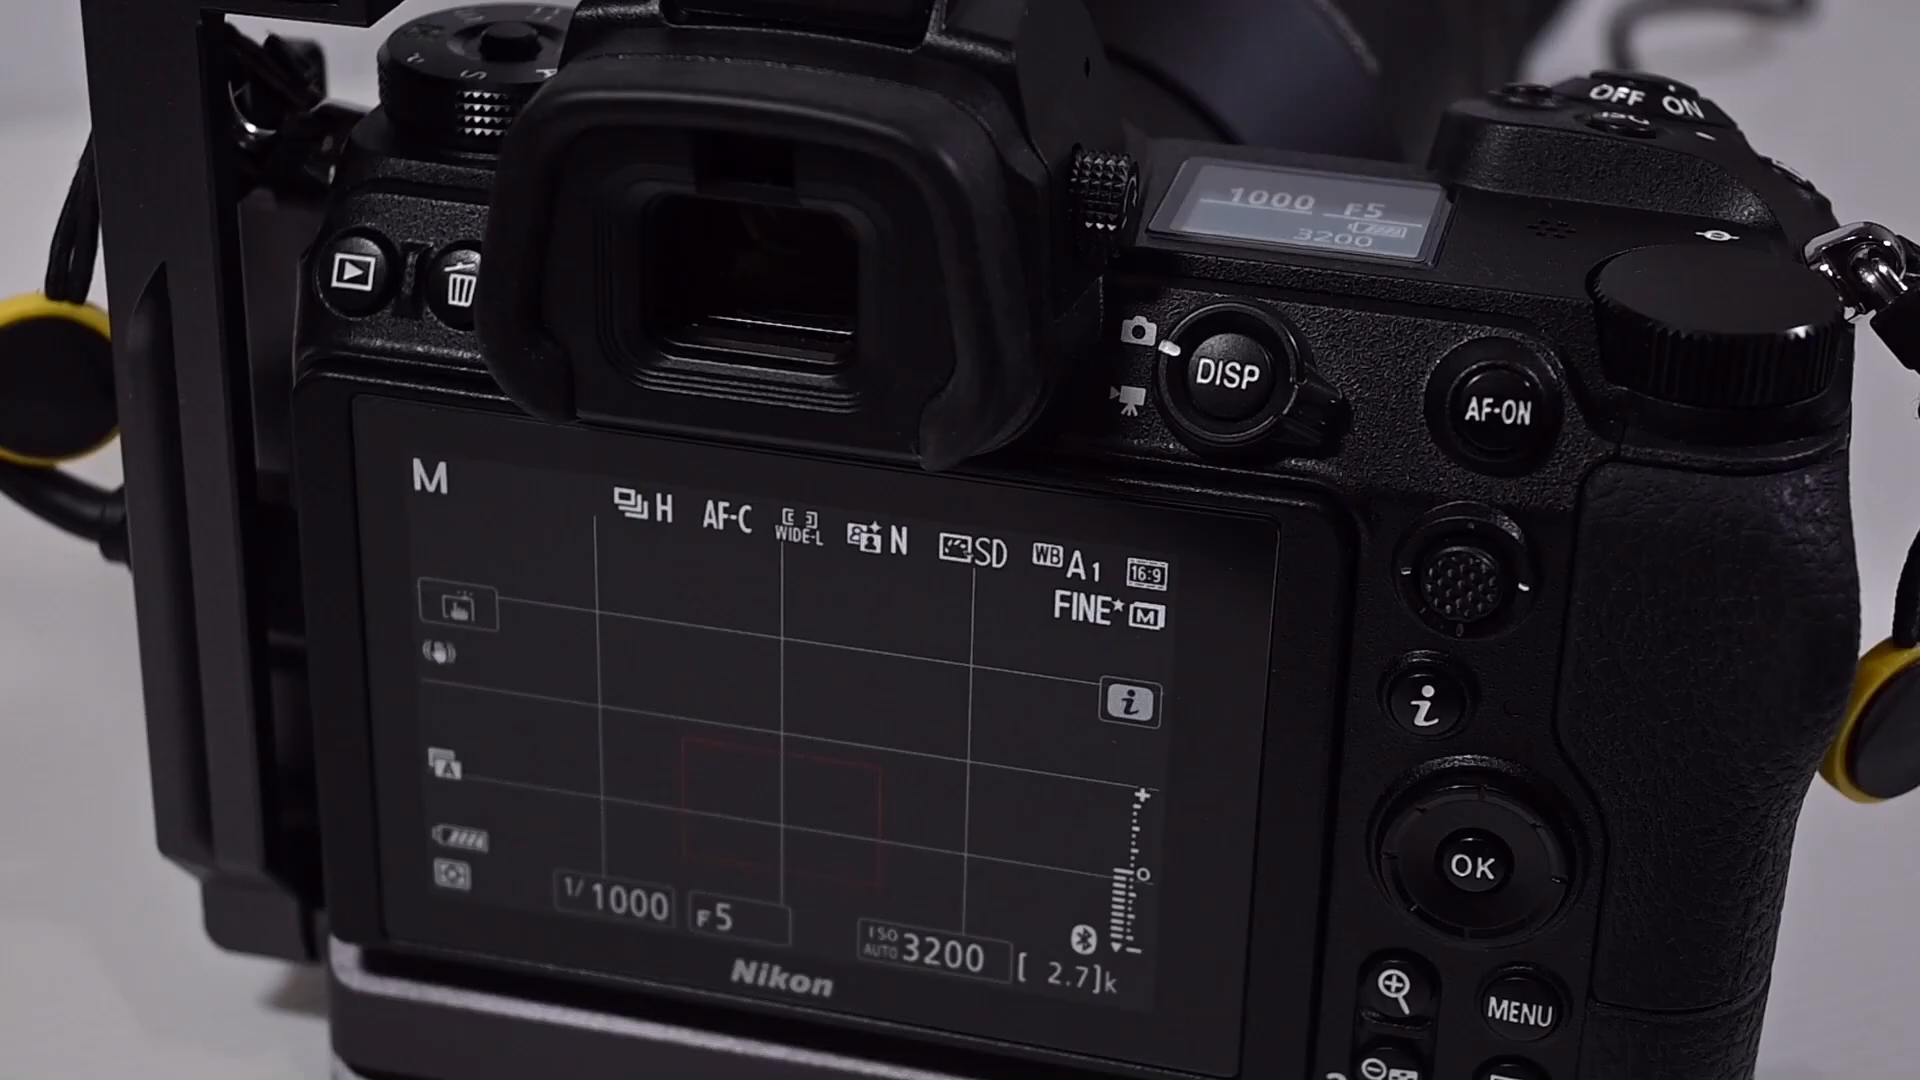 OFF ON
1000 F5
3200
DISP
AF-ON
M
H AF-C WIDE-L N SD WB A1 16:9
FINE★ M
i
i
A
OK
1/1000 F5
ISO AUTO 3200 [ 2.7]k
Nikon
MENU